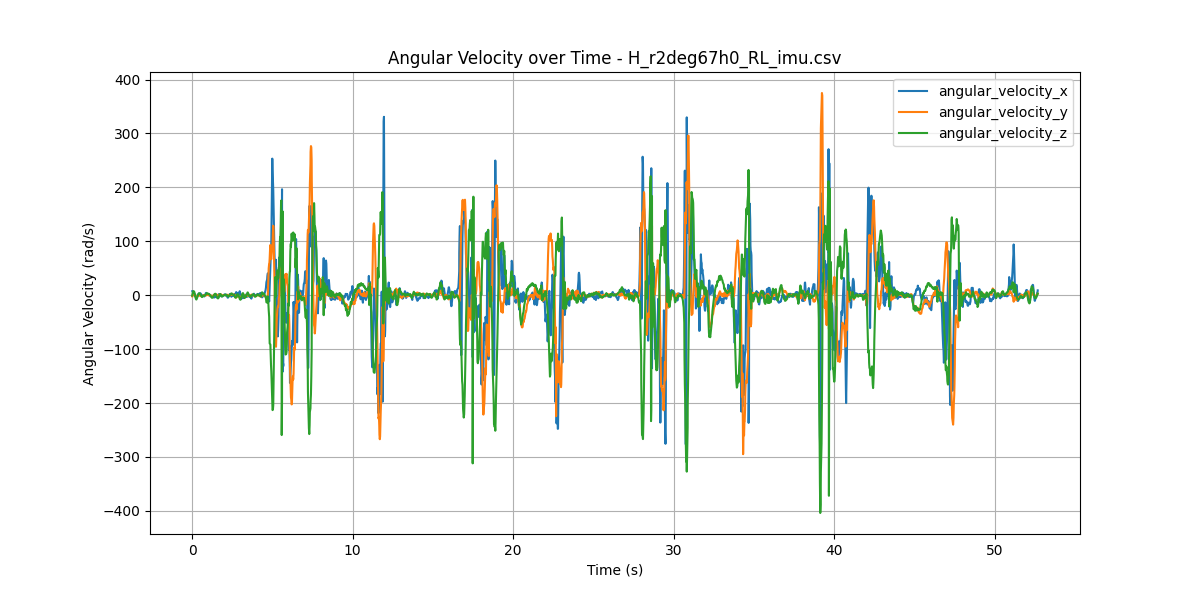 Angular Velocity over Time - H_r2deg67h0_RL_imu.csv
angular_velocity_x
angular_velocity_y
angular_velocity_z
Angular Velocity (rad/s)
400
300
200
100
0
−100
−200
−300
−400
0 10 20 30 40 50
Time (s)